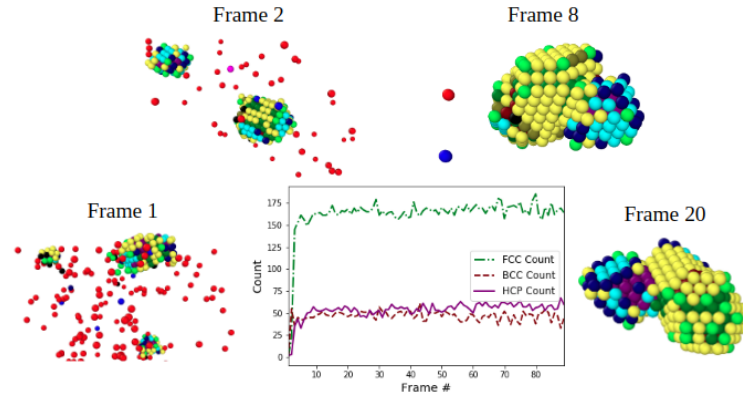 Frame 2
Frame 8
Frame 1
Frame 20
175
150
125
100
75
50
25
0
Count
FCC Count
BCC Count
HCP Count
10 20 30 40 50 60 70 80
Frame #